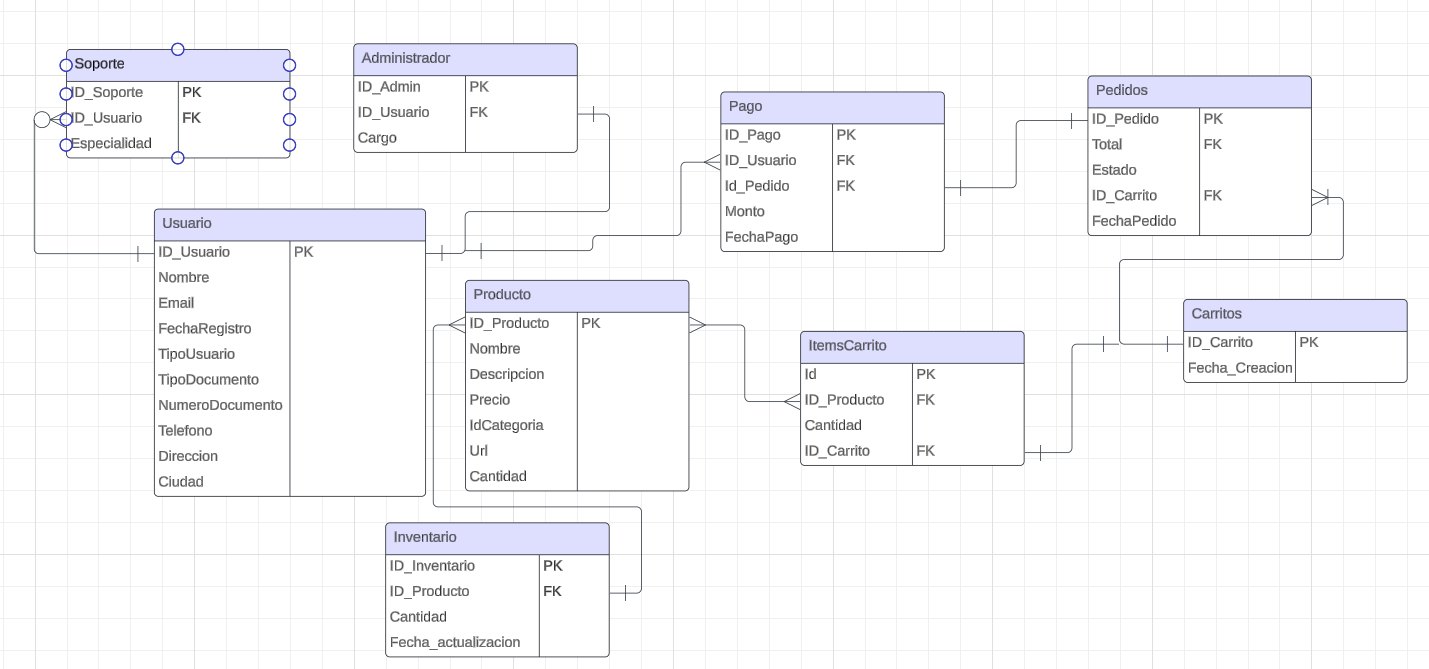 Soporte
ID_Soporte PK
ID_Usuario FK
Especialidad
Administrador
ID_Admin PK
ID_Usuario FK
Cargo
Pago
ID_Pago PK
ID_Usuario FK
Id_Pedido FK
Monto
FechaPago
Pedidos
ID_Pedido PK
Total FK
Estado
ID_Carrito FK
FechaPedido
Usuario
ID_Usuario PK
Nombre
Email
FechaRegistro
TipoUsuario
TipoDocumento
NumeroDocumento
Telefono
Direccion
Ciudad
Producto
ID_Producto PK
Nombre
Descripcion
Precio
IdCategoria
Url
Cantidad
ItemsCarrito
Id PK
ID_Producto FK
Cantidad
ID_Carrito FK
Carritos
ID_Carrito PK
Fecha_Creacion
Inventario
ID_Inventario PK
ID_Producto FK
Cantidad
Fecha_actualizacion